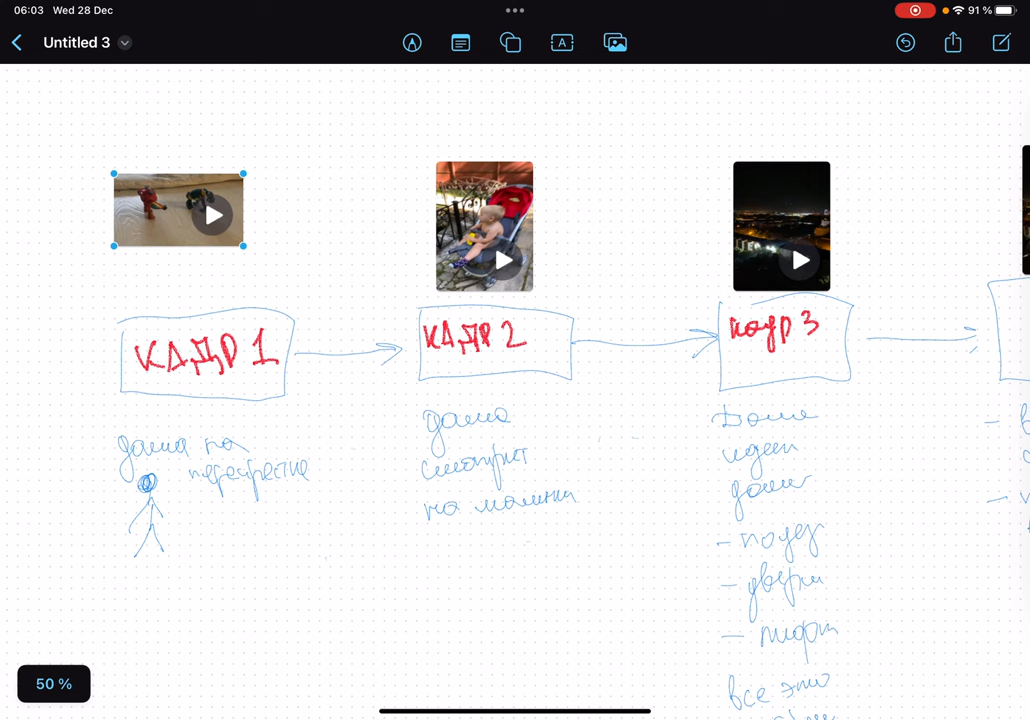 06:03 Wed 28 Dec
91 %
Untitled 3
A
КАДР 1
КАДР 2
кадр 3
даша на
перекрестке
даша
смотрит
на машины
Даша
идет
домой
- подъезд
- двери
- лифт
все это
50 %